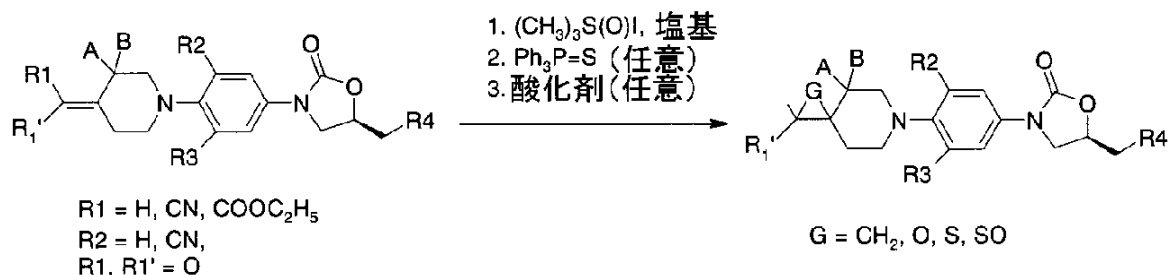 1. (CH₃)₃S(O)I, 塩基
2. Ph₃P=S (任意)
3. 酸化剤(任意)
A B R2 O
R1 N N O
R₁' R3 R4
A B R2 O
G N N O
R₁' R3 R4
R1 = H, CN, COOC₂H₅
R2 = H, CN,
R1, R1' = O
G = CH₂, O, S, SO